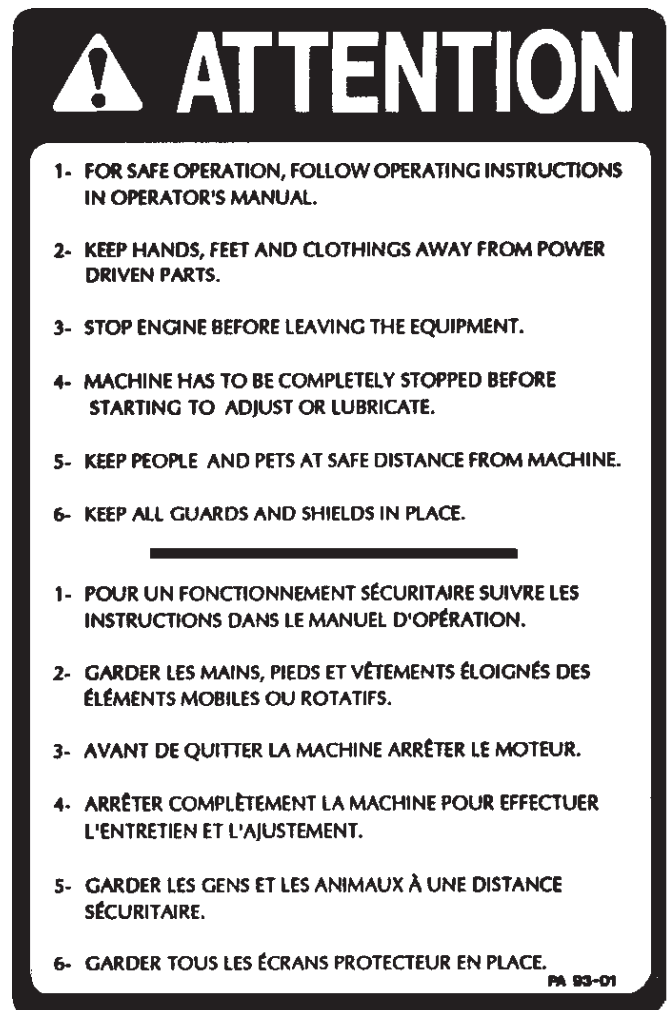 ATTENTION
1- FOR SAFE OPERATION, FOLLOW OPERATING INSTRUCTIONS
IN OPERATOR'S MANUAL.
2- KEEP HANDS, FEET AND CLOTHINGS AWAY FROM POWER
DRIVEN PARTS.
3- STOP ENGINE BEFORE LEAVING THE EQUIPMENT.
4- MACHINE HAS TO BE COMPLETELY STOPPED BEFORE
STARTING TO ADJUST OR LUBRICATE.
5- KEEP PEOPLE AND PETS AT SAFE DISTANCE FROM MACHINE.
6- KEEP ALL GUARDS AND SHIELDS IN PLACE.
1- POUR UN FONCTIONNEMENT SÉCURITAIRE SUIVRE LES
INSTRUCTIONS DANS LE MANUEL D'OPÉRATION.
2- GARDER LES MAINS, PIEDS ET VÊTEMENTS ÉLOIGNÉS DES
ÉLÉMENTS MOBILES OU ROTATIFS.
3- AVANT DE QUITTER LA MACHINE ARRÊTER LE MOTEUR.
4- ARRÊTER COMPLÈTEMENT LA MACHINE POUR EFFECTUER
L'ENTRETIEN ET L'AJUSTEMENT.
5- GARDER LES GENS ET LES ANIMAUX À UNE DISTANCE
SÉCURITAIRE.
6- GARDER TOUS LES ÉCRANS PROTECTEUR EN PLACE.
PA 93-01